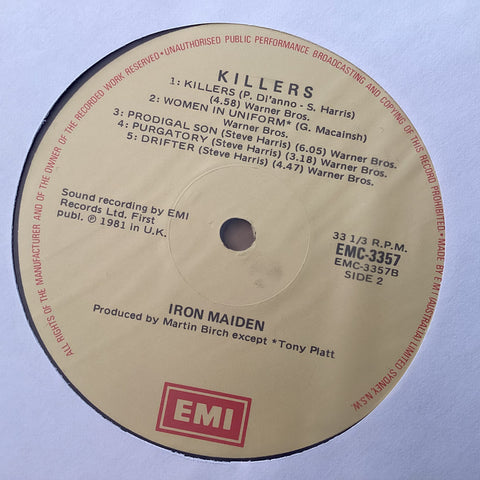 ALL RIGHTS OF THE MANUFACTURER AND OF THE OWNER OF THE RECORDED WORK RESERVED • UNAUTHORISED PUBLIC PERFORMANCE BROADCASTING AND COPYING OF THIS RECORD PROHIBITED • MADE BY EMI (AUSTRALIA) LIMITED SYDNEY, N.S.W.
KILLERS
1: KILLERS (P. Di'anno - S. Harris)
(4.58) Warner Bros.
2: WOMEN IN UNIFORM* (G. Macainsh)
Warner Bros.
3: PRODIGAL SON (Steve Harris) (6.05) Warner Bros.
4: PURGATORY (Steve Harris) (3.18) Warner Bros.
5: DRIFTER (Steve Harris) (4.47) Warner Bros.
Sound recording by EMI
Records Ltd. First
publ. ℗ 1981 in U.K.
33 1/3 R.P.M.
EMC-3357
EMC-3357B
SIDE 2
IRON MAIDEN
Produced by Martin Birch except *Tony Platt
EMI